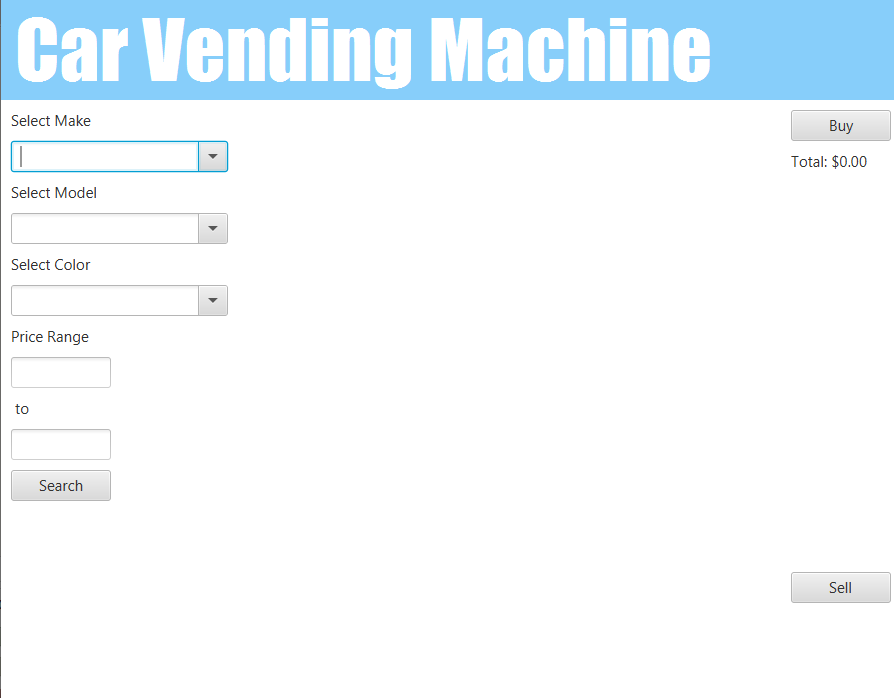 Car Vending Machine
Select Make
Select Model
Select Color
Price Range
to
Search
Buy
Total: $0.00
Sell